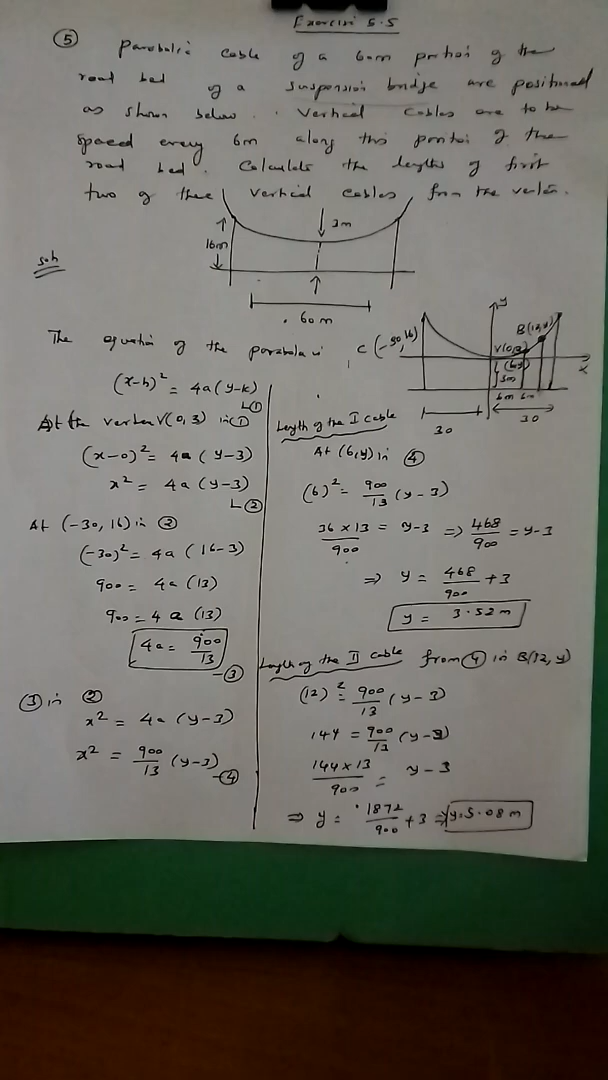 Exercise 5.5
⑤ Parabolic cable of a 60m portion of the
road bed of a suspension bridge are positioned
as shown below. Vertical Cables are to be
Spaced every 6m along this portion of the
road bed. Calculate the lengths of first
two of these vertical cables from the vertex.
3m
16m
60m
Soln
y
B(12,y)
V(0,3)
(6,y)
3m
x
6m 6m
30
30
C (-30,16)
The equation of the parabola is
(x-h)² = 4a(y-k)
①
At the vertex V(0,3) in ①
(x-0)² = 4a (y-3)
x² = 4a (y-3)
②
At (-30, 16) in ②
(-30)² = 4a (16-3)
900 = 4a (13)
900 = 4 a (13)
4a = 900/13
③
③ in ②
x² = 4a (y-3)
x² = 900/13 (y-3)
④
Length of the I cable
At (6,y) in ④
(6)² = 900/13 (y-3)
36 × 13/900 = y-3 => 468/900 = y-3
=> y = 468/900 + 3
y = 3.52 m
Length of the II cable from ④ in B(12, y)
(12)² = 900/13 (y-3)
144 = 900/13 (y-3)
144 × 13/900 = y-3
=> y = 1872/900 + 3 => y = 5.08 m